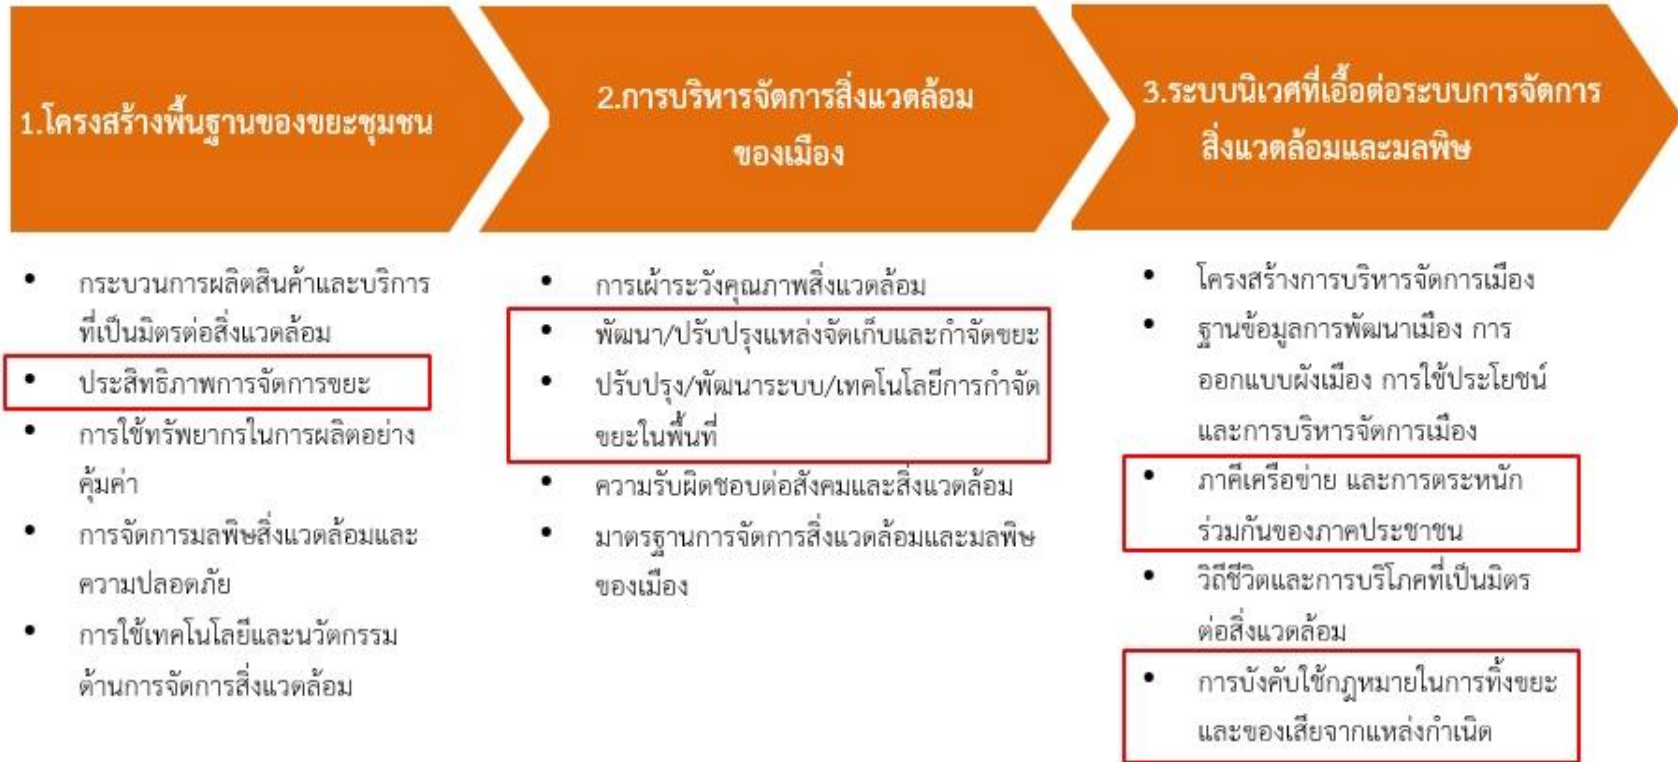 1.โครงสร้างพื้นฐานของขยะชุมชน
• กระบวนการผลิตสินค้าและบริการ
ที่เป็นมิตรต่อสิ่งแวดล้อม
• ประสิทธิภาพการจัดการขยะ
• การใช้ทรัพยากรในการผลิตอย่าง
คุ้มค่า
• การจัดการมลพิษสิ่งแวดล้อมและ
ความปลอดภัย
• การใช้เทคโนโลยีและนวัตกรรม
ด้านการจัดการสิ่งแวดล้อม
2.การบริหารจัดการสิ่งแวดล้อม
ของเมือง
• การเฝ้าระวังคุณภาพสิ่งแวดล้อม
• พัฒนา/ปรับปรุงแหล่งจัดเก็บและกำจัดขยะ
• ปรับปรุง/พัฒนาระบบ/เทคโนโลยีการกำจัด
ขยะในพื้นที่
• ความรับผิดชอบต่อสังคมและสิ่งแวดล้อม
• มาตรฐานการจัดการสิ่งแวดล้อมและมลพิษ
ของเมือง
3.ระบบนิเวศที่เอื้อต่อระบบการจัดการ
สิ่งแวดล้อมและมลพิษ
• โครงสร้างการบริหารจัดการเมือง
• ฐานข้อมูลการพัฒนาเมือง การ
ออกแบบผังเมือง การใช้ประโยชน์
และการบริหารจัดการเมือง
• ภาคีเครือข่าย และการตระหนัก
ร่วมกันของภาคประชาชน
• วิถีชีวิตและการบริโภคที่เป็นมิตร
ต่อสิ่งแวดล้อม
• การบังคับใช้กฎหมายในการทิ้งขยะ
และของเสียจากแหล่งกำเนิด